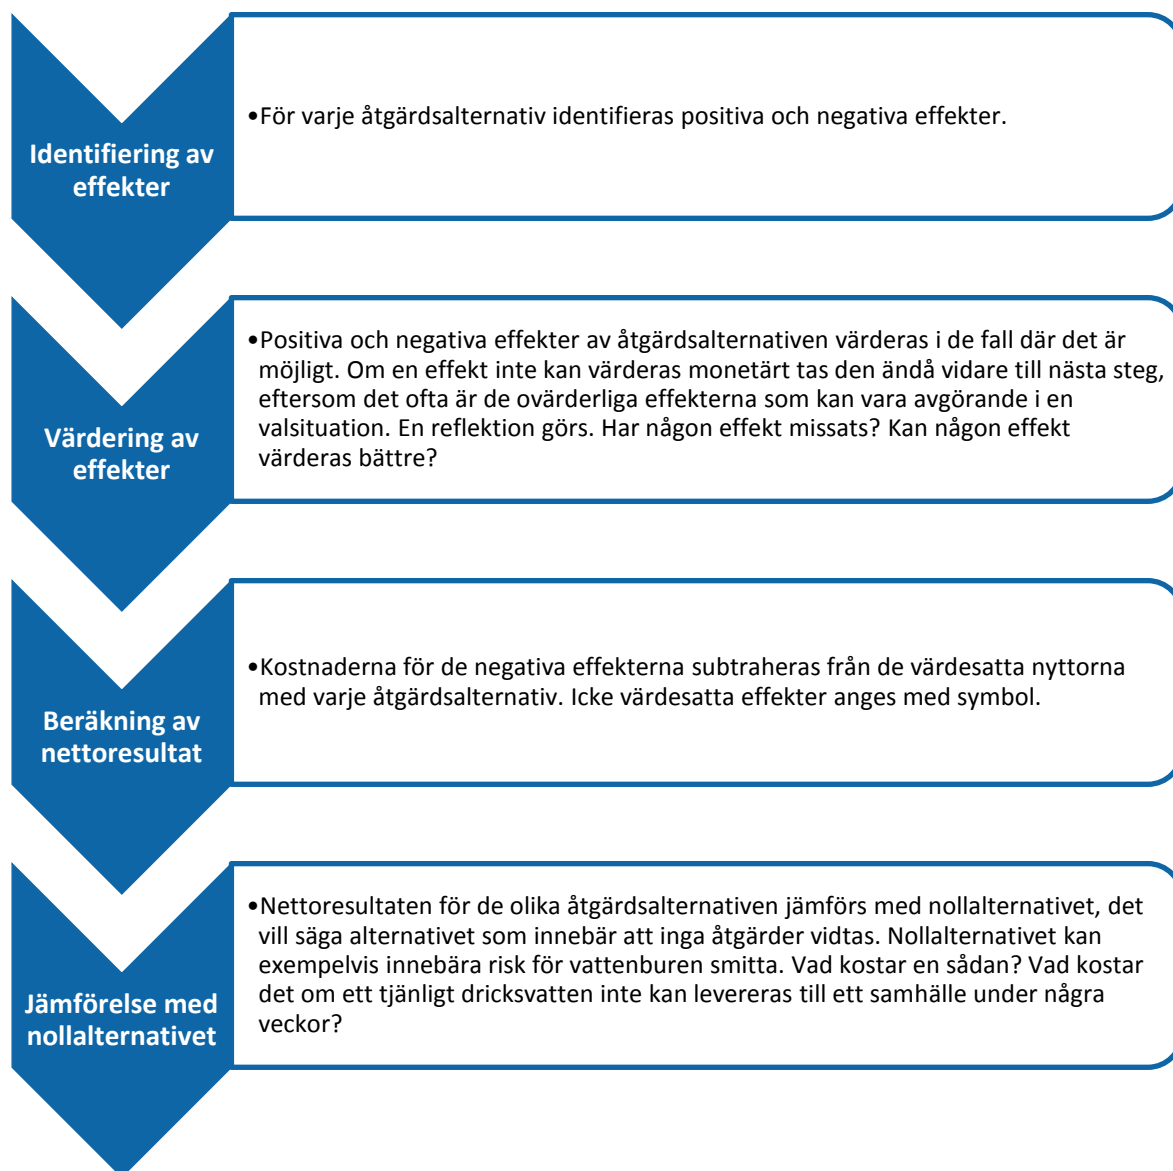 Identifiering av
effekter
•För varje åtgärdsalternativ identifieras positiva och negativa effekter.
Värdering av
effekter
•Positiva och negativa effekter av åtgärdsalternativen värderas i de fall där det är
möjligt. Om en effekt inte kan värderas monetärt tas den ändå vidare till nästa steg,
eftersom det ofta är de ovärderliga effekterna som kan vara avgörande i en
valsituation. En reflektion görs. Har någon effekt missats? Kan någon effekt
värderas bättre?
Beräkning av
nettoresultat
•Kostnaderna för de negativa effekterna subtraheras från de värdesatta nyttorna
med varje åtgärdsalternativ. Icke värdesatta effekter anges med symbol.
Jämförelse med
nollalternativet
•Nettoresultaten för de olika åtgärdsalternativen jämförs med nollalternativet, det
vill säga alternativet som innebär att inga åtgärder vidtas. Nollalternativet kan
exempelvis innebära risk för vattenburen smitta. Vad kostar en sådan? Vad kostar
det om ett tjänligt dricksvatten inte kan levereras till ett samhälle under några
veckor?